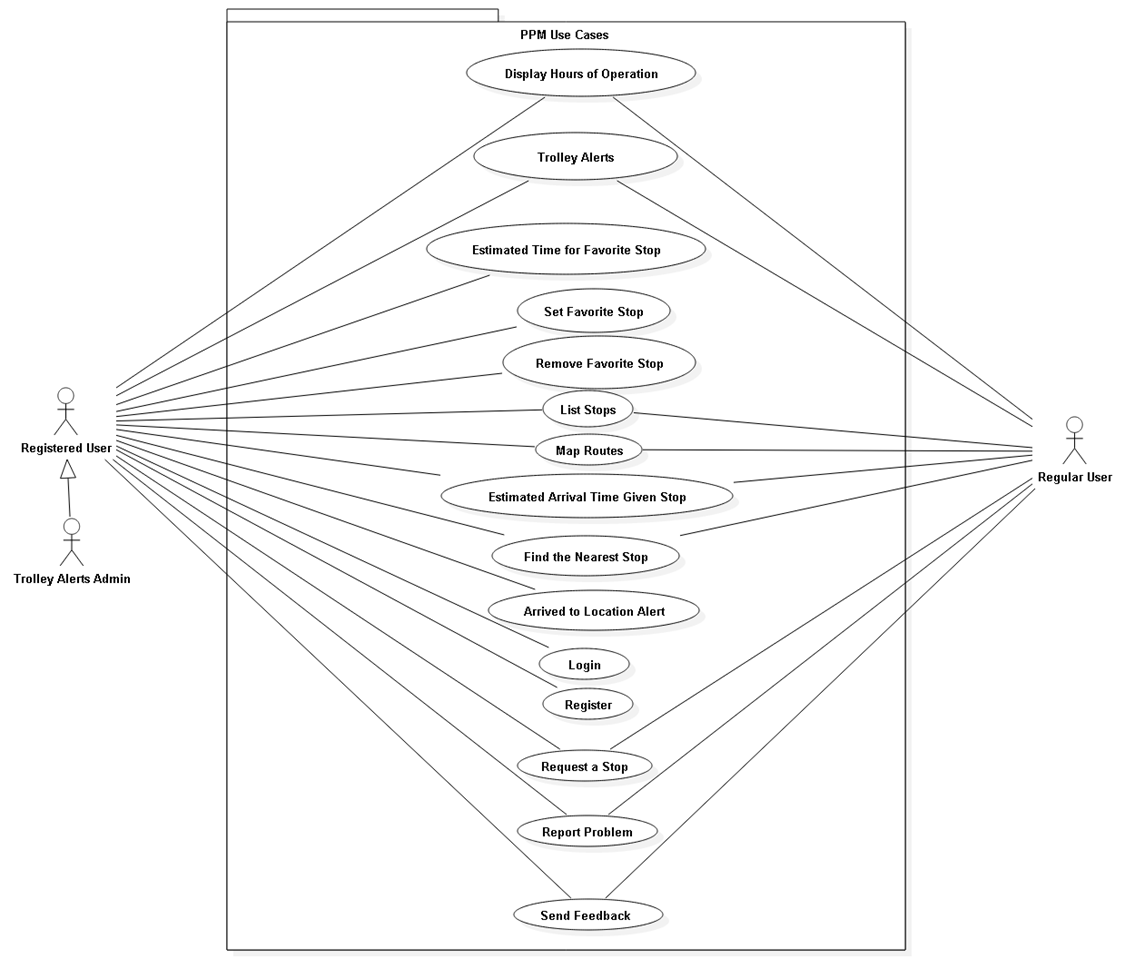 PPM Use Cases
Display Hours of Operation
Trolley Alerts
Estimated Time for Favorite Stop
Set Favorite Stop
Remove Favorite Stop
List Stops
Map Routes
Registered User
Regular User
Estimated Arrival Time Given Stop
Find the Nearest Stop
Trolley Alerts Admin
Arrived to Location Alert
Login
Register
Request a Stop
Report Problem
Send Feedback